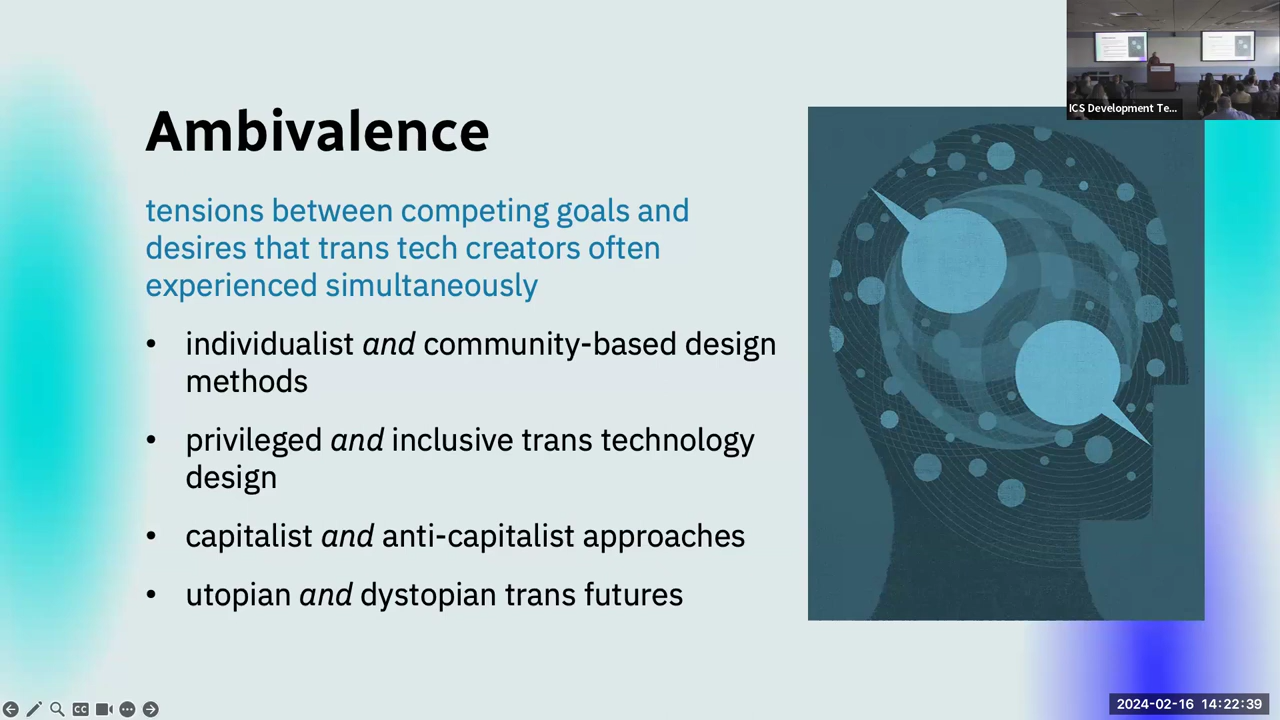 ICS Development Te...
Ambivalence
tensions between competing goals and
desires that trans tech creators often
experienced simultaneously
• individualist and community-based design
methods
• privileged and inclusive trans technology
design
• capitalist and anti-capitalist approaches
• utopian and dystopian trans futures
CC
2024-02-16 14:22:39